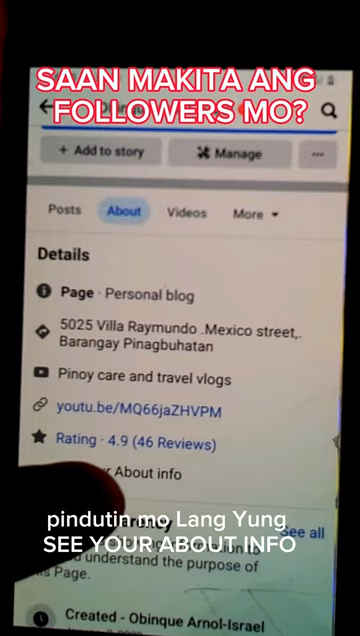 SAAN MAKITA ANG
FOLLOWERS MO?
+ Add to story
Manage
Posts
About
Videos
More
Details
Page · Personal blog
5025 Villa Raymundo .Mexico street,.
Barangay Pinagbuhatan
Pinoy care and travel vlogs
youtu.be/MQ66jaZHVPM
Rating · 4.9 (46 Reviews)
About info
pindutin mo Lang Yung
See all
SEE YOUR ABOUT INFO
understand the purpose of
Page.
Created - Obinque Arnol-Israel